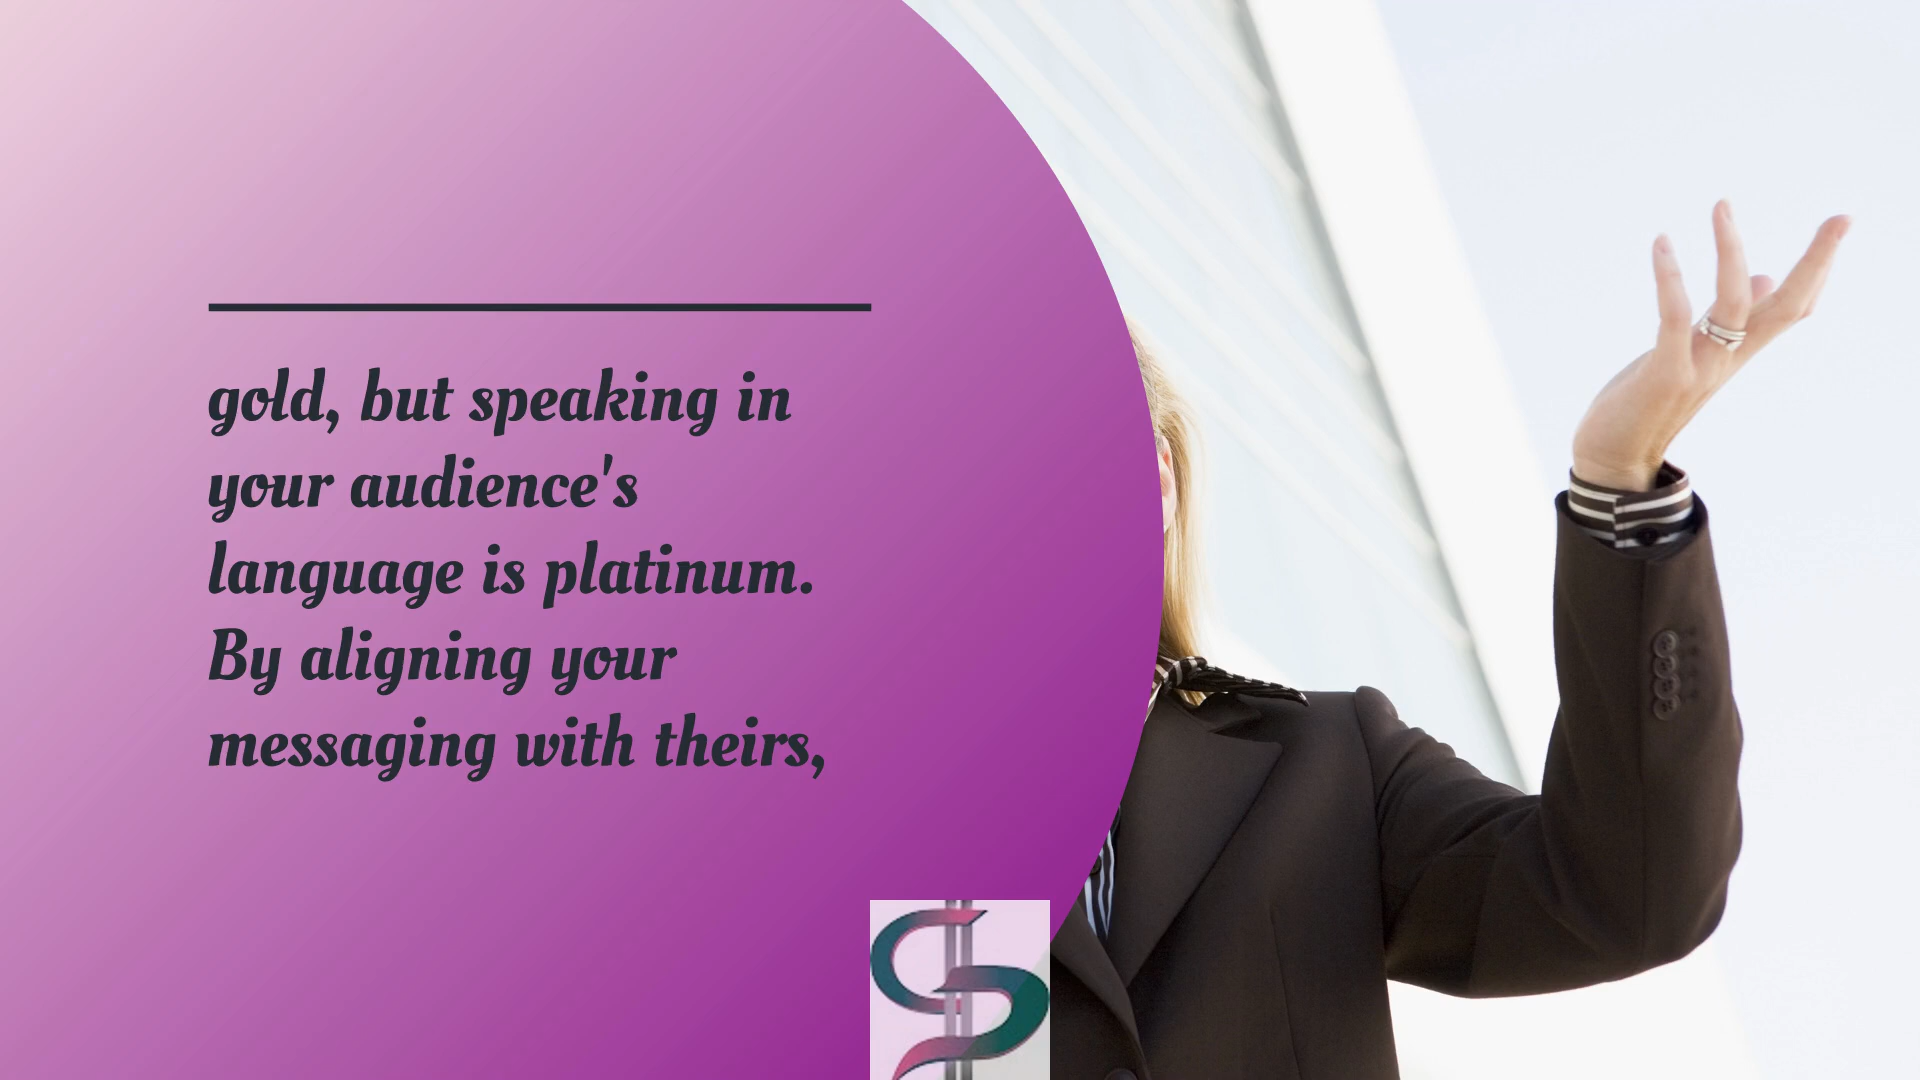 gold, but speaking in
your audience's
language is platinum.
By aligning your
messaging with theirs,